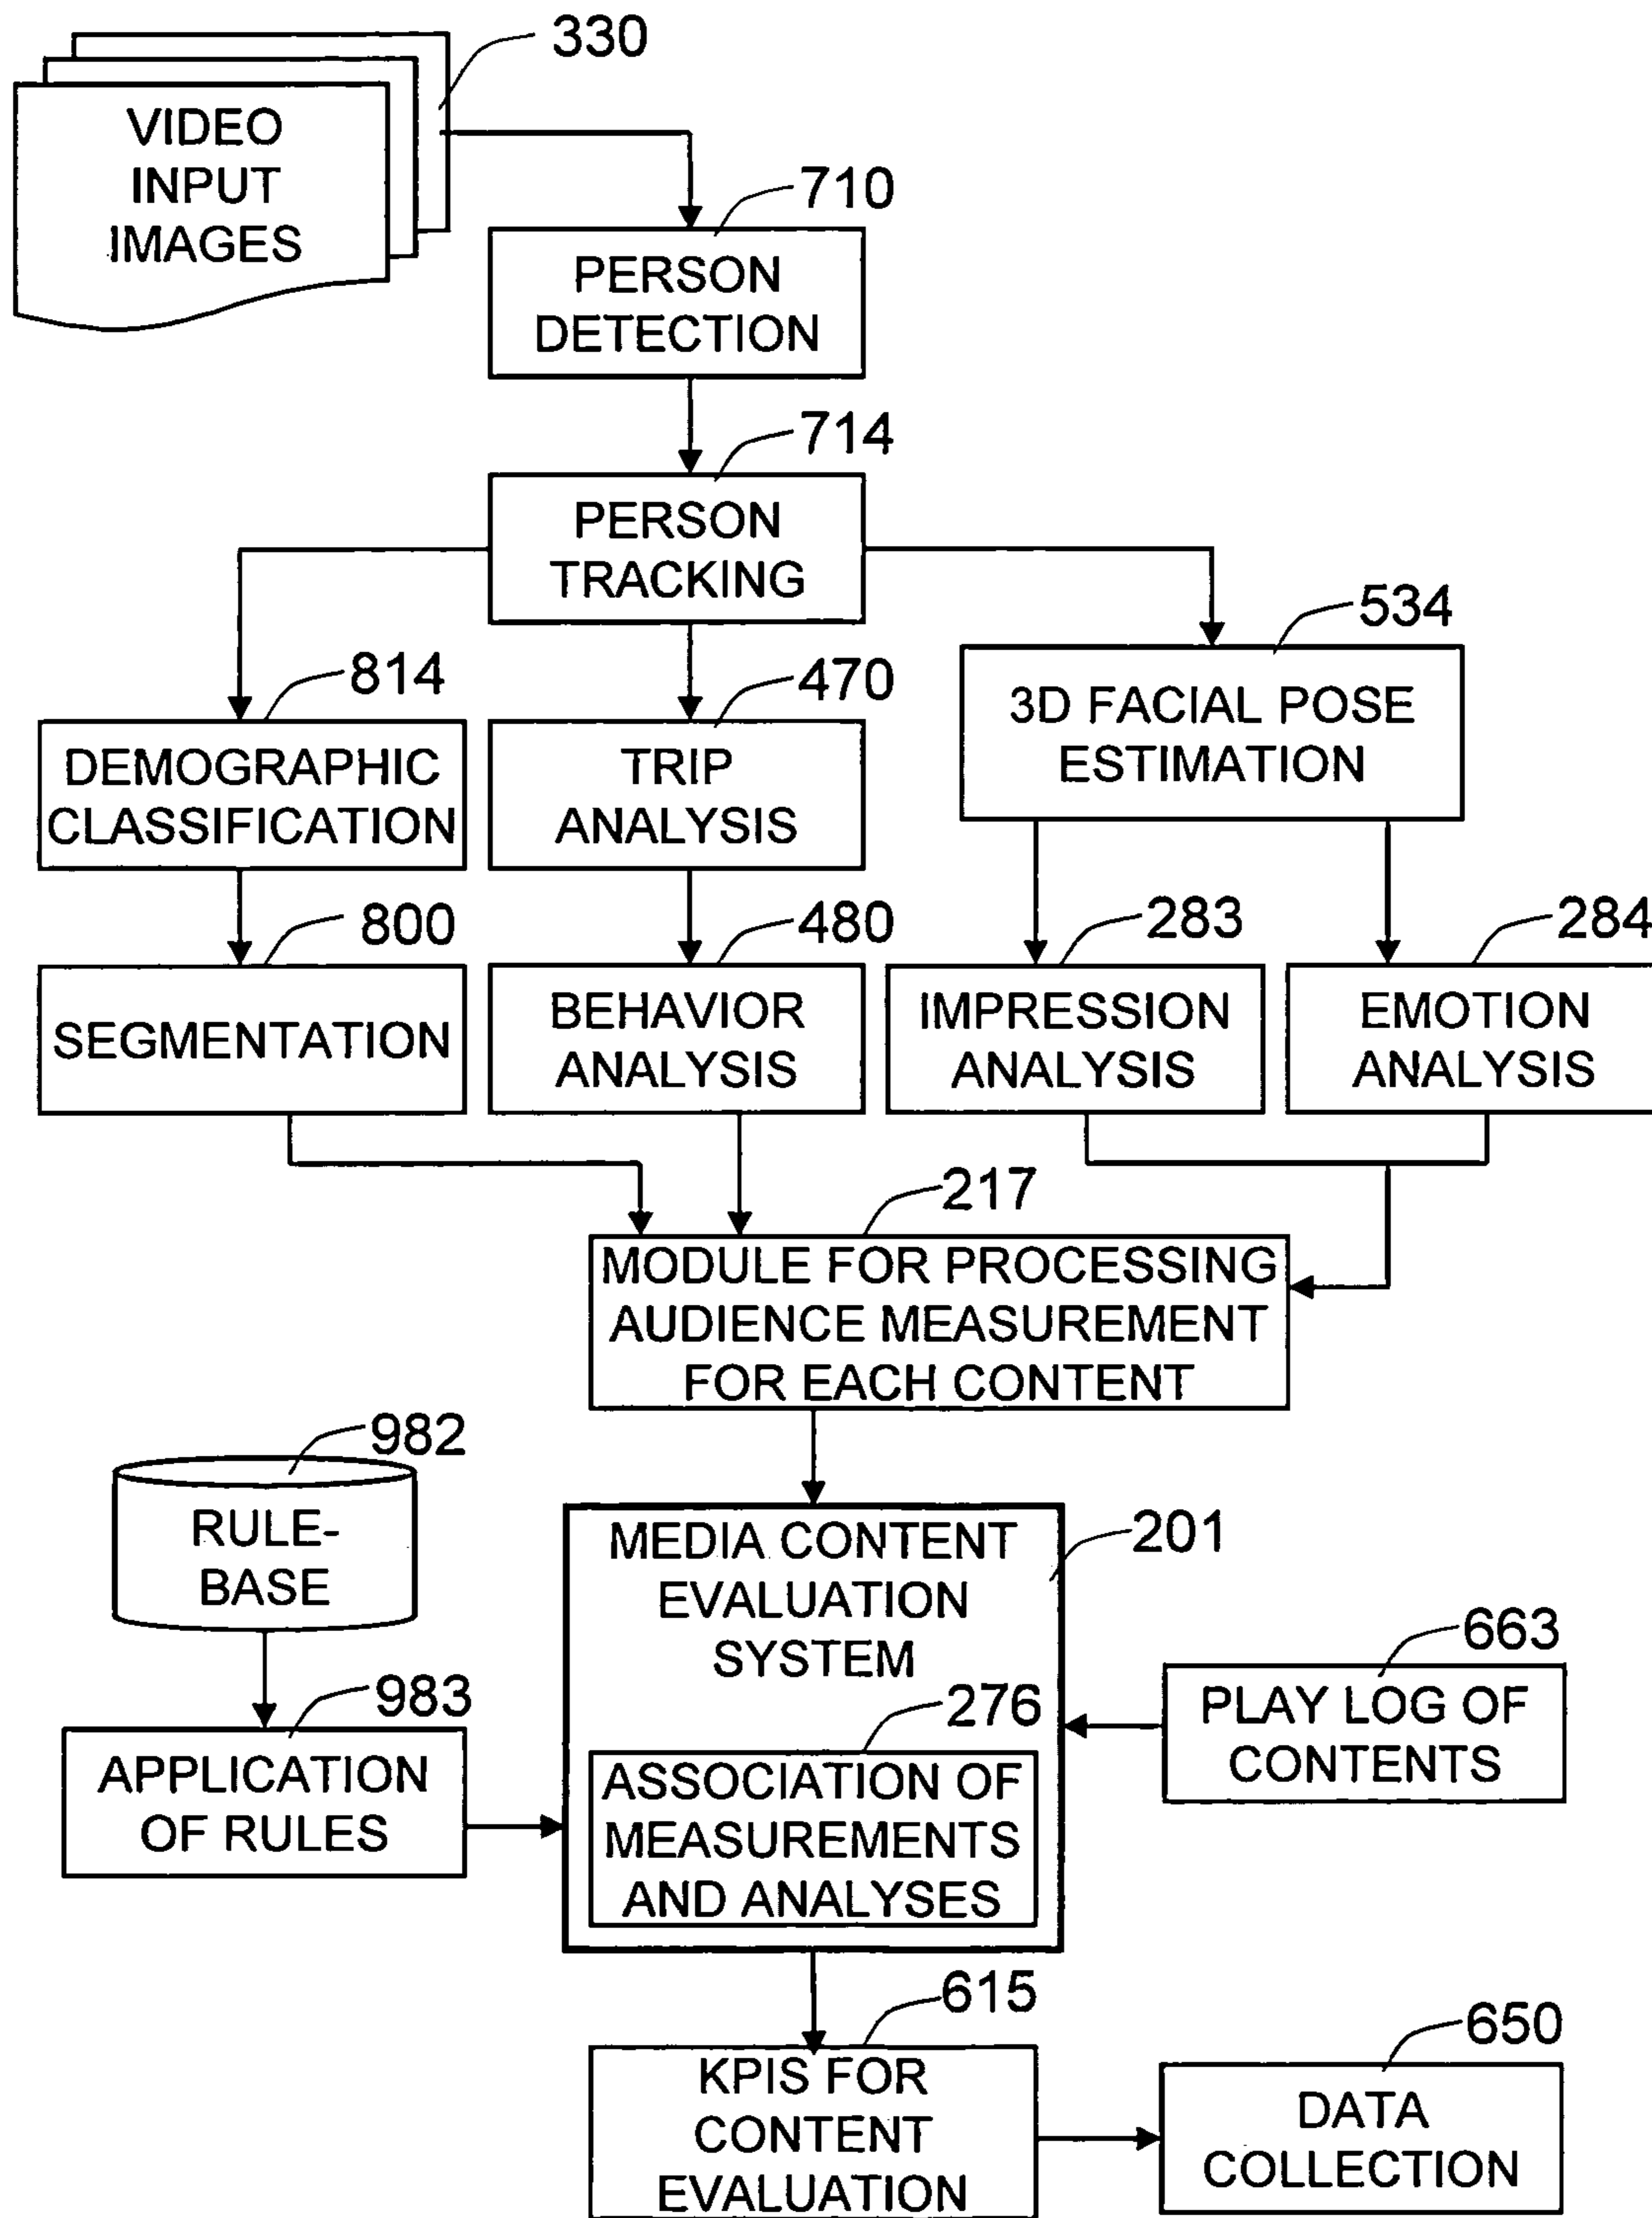 330
VIDEO
INPUT
IMAGES
710
PERSON
DETECTION
714
PERSON
TRACKING
534
3D FACIAL POSE
ESTIMATION
814
DEMOGRAPHIC
CLASSIFICATION
470
TRIP
ANALYSIS
800
SEGMENTATION
480
BEHAVIOR
ANALYSIS
283
IMPRESSION
ANALYSIS
284
EMOTION
ANALYSIS
217
MODULE FOR PROCESSING
AUDIENCE MEASUREMENT
FOR EACH CONTENT
982
RULE-
BASE
983
APPLICATION
OF RULES
201
MEDIA CONTENT
EVALUATION
SYSTEM
276
ASSOCIATION OF
MEASUREMENTS
AND ANALYSES
663
PLAY LOG OF
CONTENTS
615
KPIS FOR
CONTENT
EVALUATION
650
DATA
COLLECTION